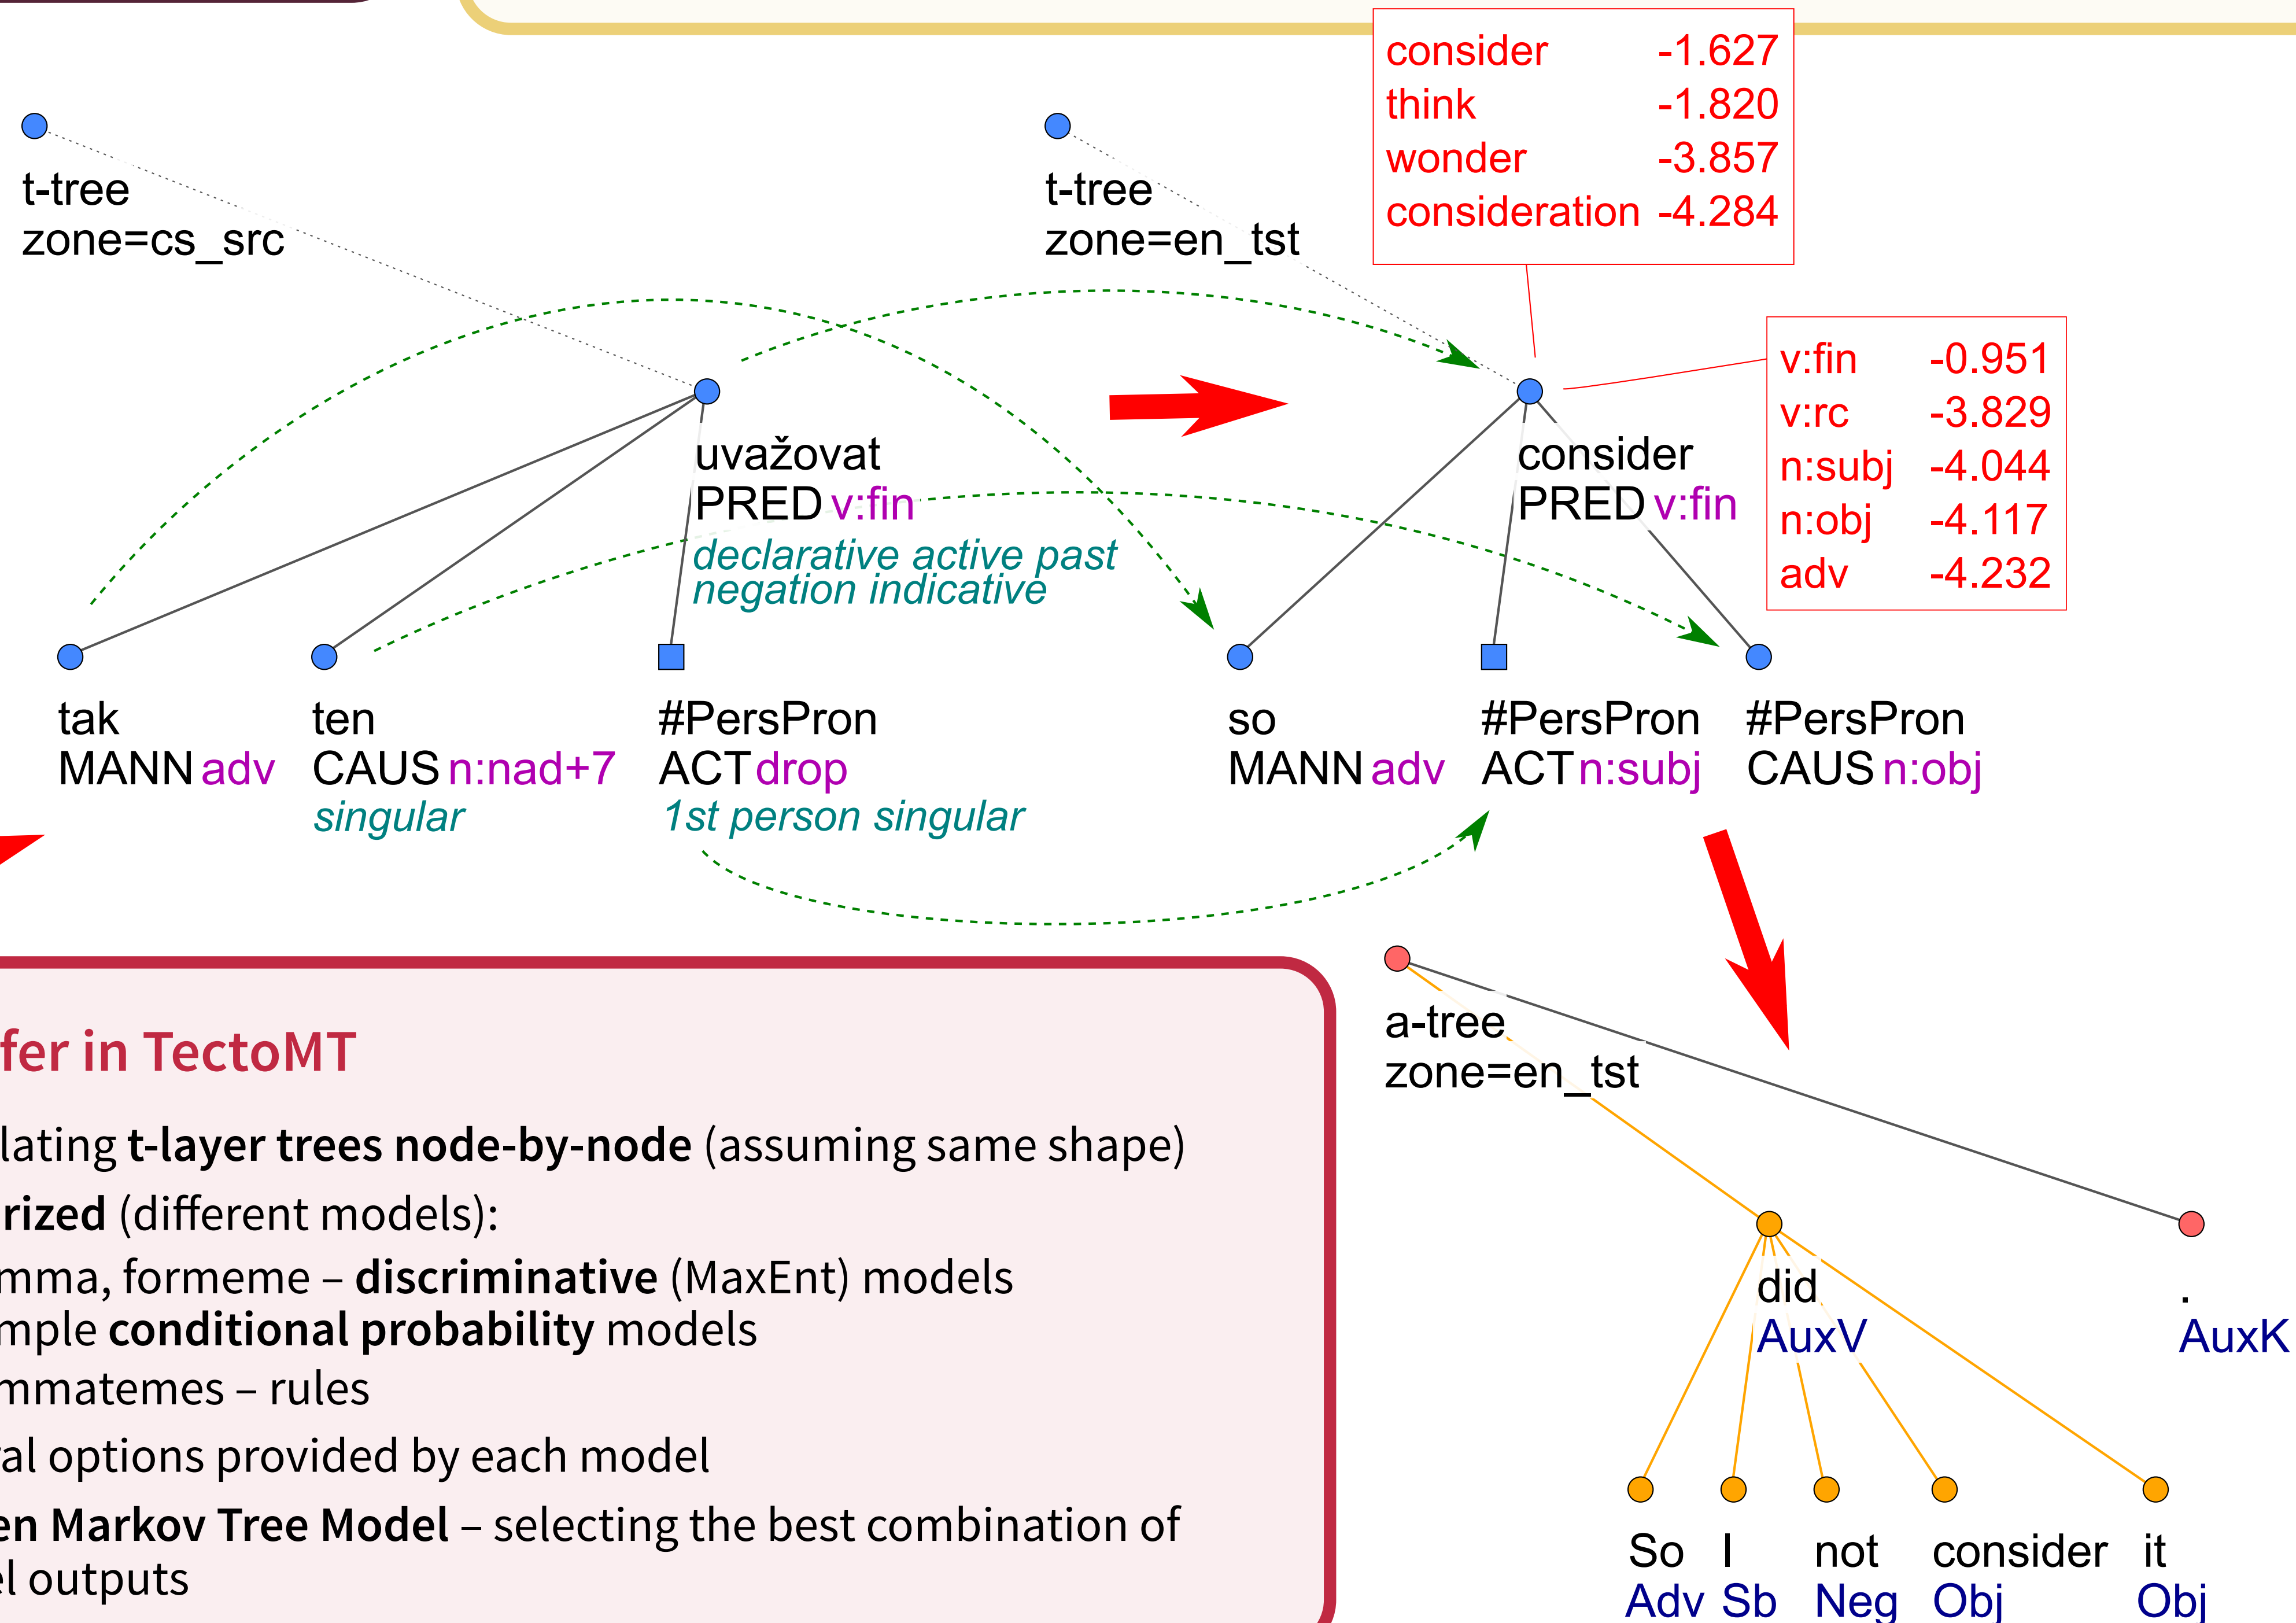 consider -1.627
think -1.820
wonder -3.857
consideration -4.284
t-tree
zone=cs_src
t-tree
zone=en_tst
v:fin -0.951
v:rc -3.829
n:subj -4.044
n:obj -4.117
adv -4.232
uvažovat
PRED v:fin
declarative active past
negation indicative
consider
PRED v:fin
tak
MANN adv
ten
CAUS n:nad+7
singular
#PersPron
ACT drop
1st person singular
so
MANN adv
#PersPron
ACT n:subj
#PersPron
CAUS n:obj
fer in TectoMT
lating t-layer trees node-by-node (assuming same shape)
rized (different models):
mma, formeme – discriminative (MaxEnt) models
mple conditional probability models
mmatemes – rules
al options provided by each model
en Markov Tree Model – selecting the best combination of
el outputs
a-tree
zone=en_tst
did
AuxV
.
AuxK
So I not consider it
Adv Sb Neg Obj Obj